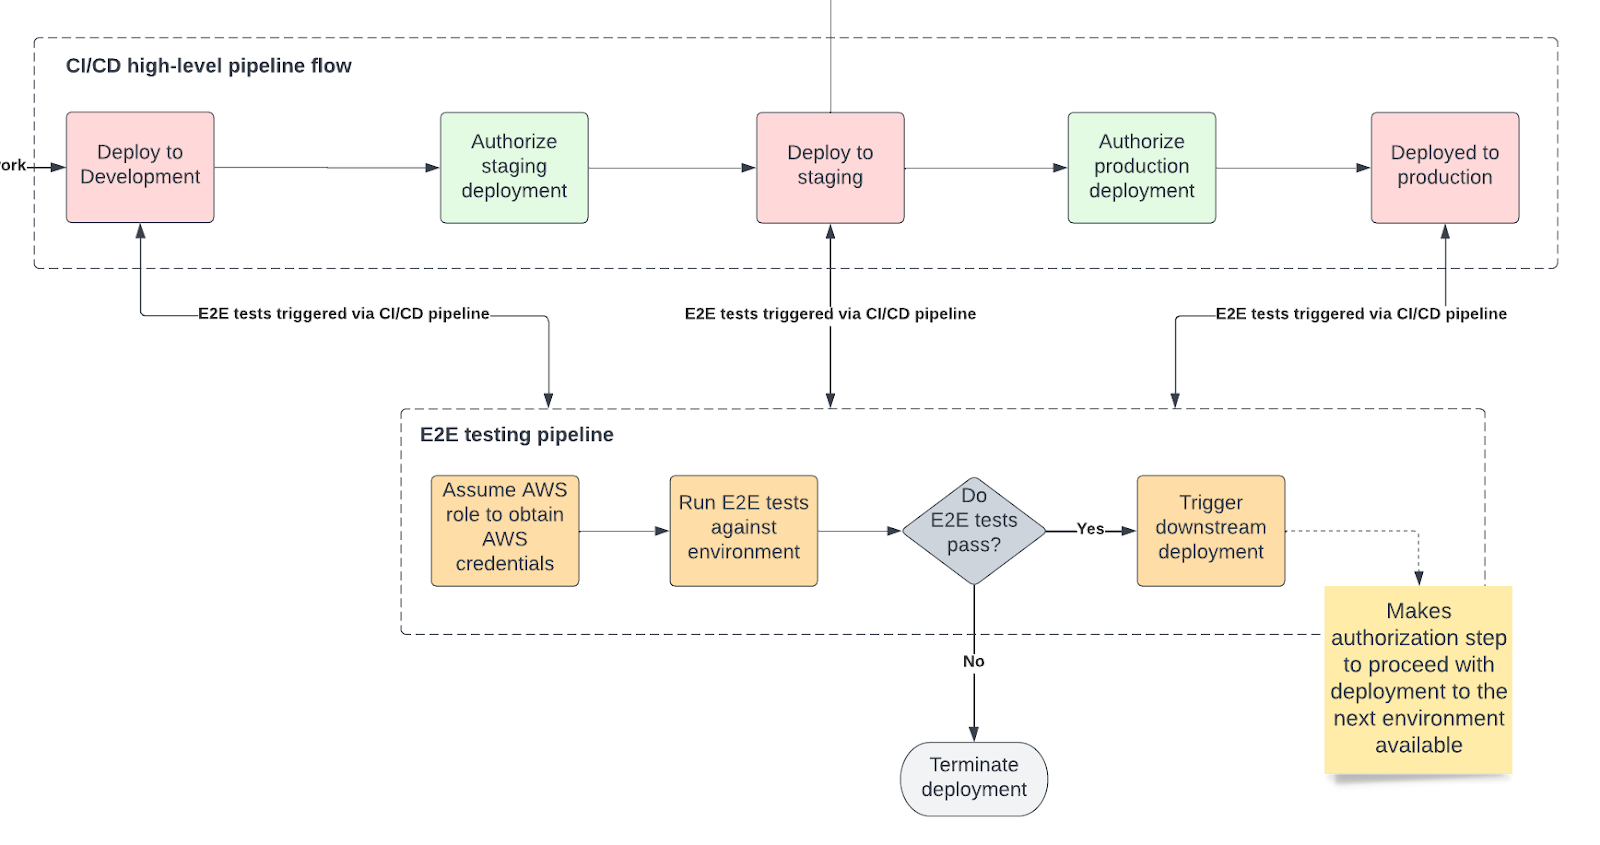 CI/CD high-level pipeline flow
Deploy to
Development
Authorize
staging
deployment
Deploy to
staging
Authorize
production
deployment
Deployed to
production
E2E tests triggered via CI/CD pipeline
E2E tests triggered via CI/CD pipeline
E2E tests triggered via CI/CD pipeline
E2E testing pipeline
Assume AWS
role to obtain
AWS
credentials
Run E2E tests
against
environment
Do
E2E tests
pass?
Yes
Trigger
downstream
deployment
Makes
authorization step
to proceed with
deployment to the
next environment
available
No
Terminate
deployment